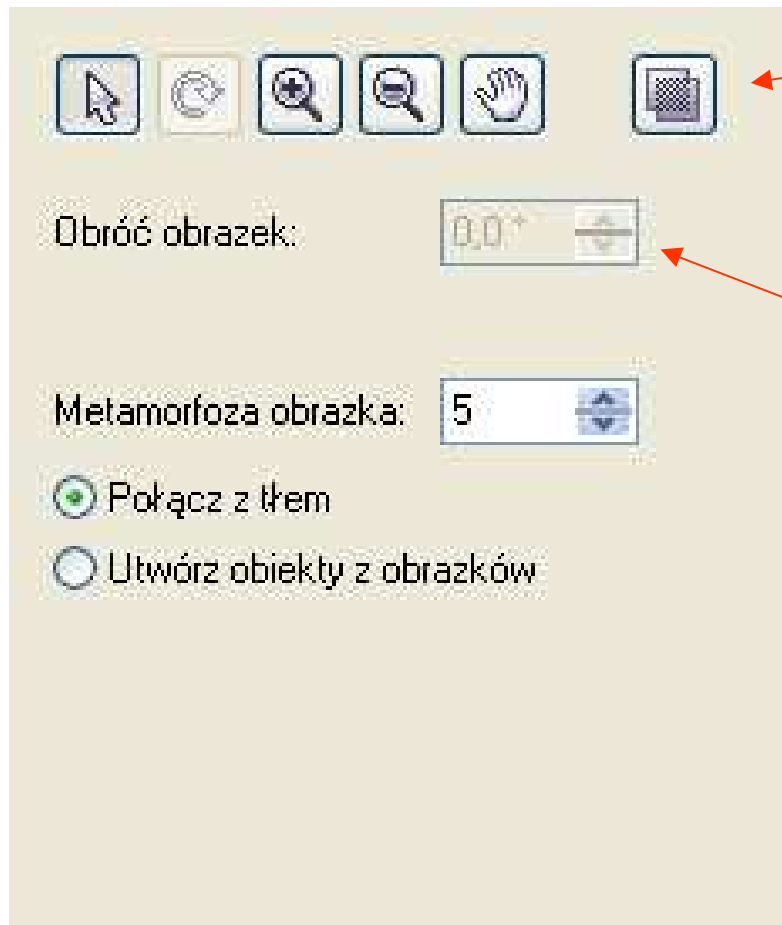 Obróć obrazek:
0,0 °
Metamorfoza obrazka:
5
Połącz z tłem
Utwórz obiekty z obrazków